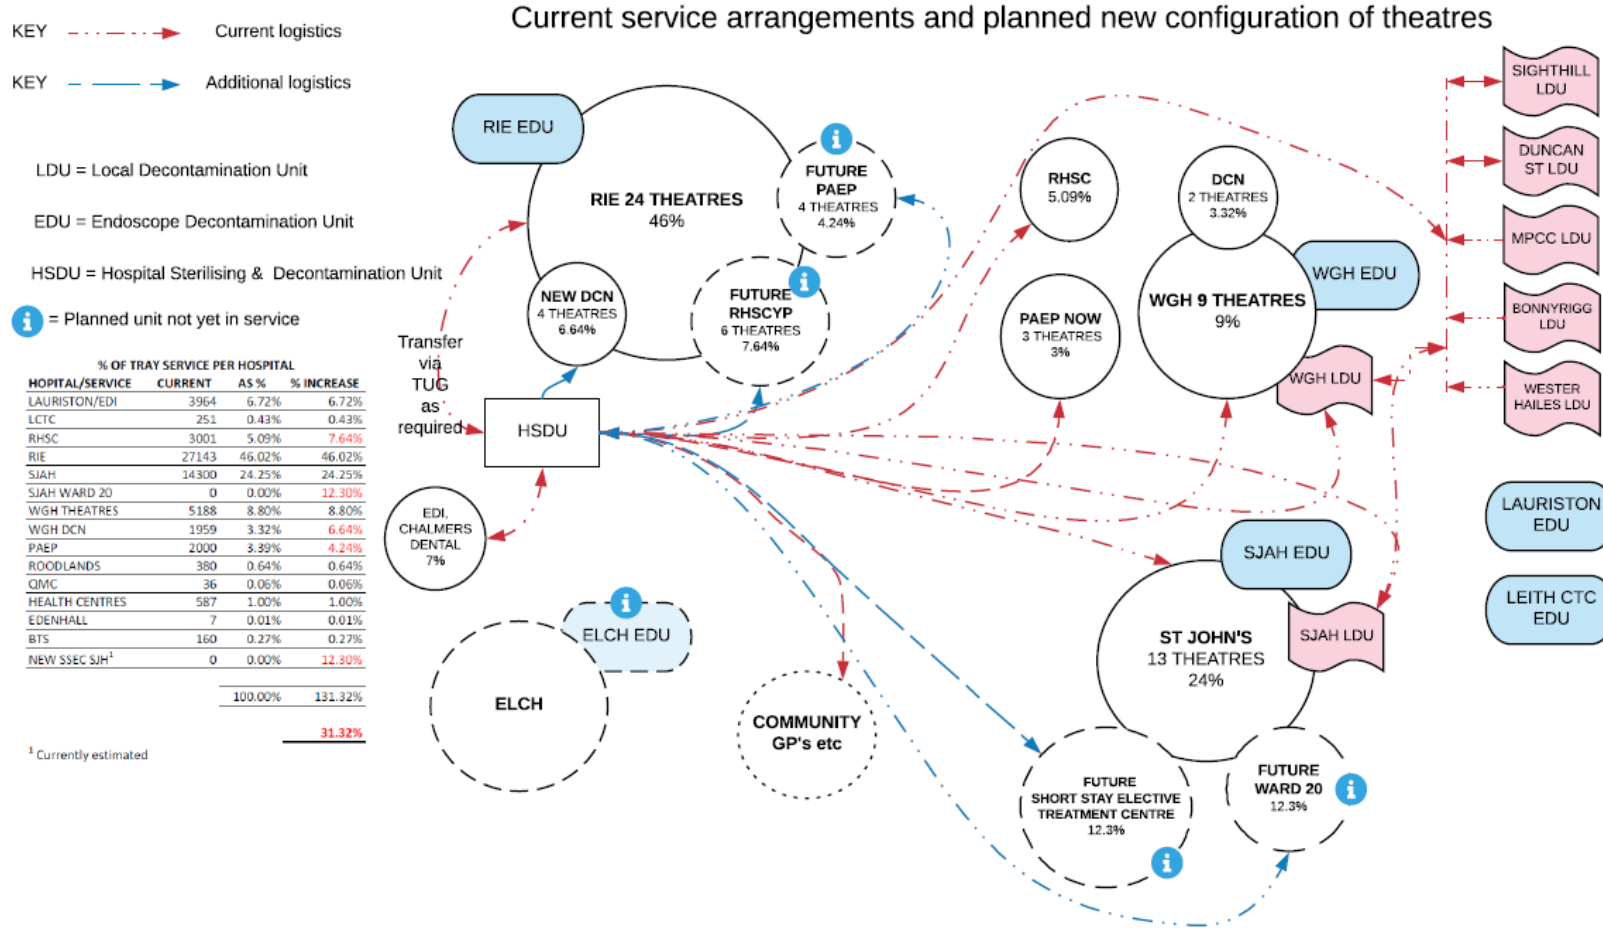 Current service arrangements and planned new configuration of theatres
KEY
Current logistics
KEY
Additional logistics
LDU = Local Decontamination Unit
EDU = Endoscope Decontamination Unit
HSDU = Hospital Sterilising & Decontamination Unit
i = Planned unit not yet in service
% OF TRAY SERVICE PER HOSPITAL
HOPITAL/SERVICE CURRENT AS % % INCREASE
LAURISTON/EDI 3964 6.72% 6.72%
LCTC 251 0.43% 0.43%
RHSC 3001 5.09% 7.64%
RIE 27143 46.02% 46.02%
SJAH 14300 24.25% 24.25%
SJAH WARD 20 0 0.00% 12.30%
WGH THEATRES 5188 8.80% 8.80%
WGH DCN 1959 3.32% 6.64%
PAEP 2000 3.39% 4.24%
ROODLANDS 380 0.64% 0.64%
QMC 36 0.06% 0.06%
HEALTH CENTRES 587 1.00% 1.00%
EDENHALL 7 0.01% 0.01%
BTS 160 0.27% 0.27%
NEW SSEC SJH¹ 0 0.00% 12.30%
100.00% 131.32%
31.32%
¹ Currently estimated
RIE EDU
RIE 24 THEATRES
46%
i
FUTURE
PAEP
4 THEATRES
4.24%
NEW DCN
4 THEATRES
6.64%
i
FUTURE
RHSCYP
6 THEATRES
7.64%
Transfer
via
TUG
as
required
HSDU
EDI,
CHALMERS
DENTAL
7%
i
ELCH EDU
ELCH
COMMUNITY
GP's etc
RHSC
5.09%
PAEP NOW
3 THEATRES
3%
DCN
2 THEATRES
3.32%
WGH EDU
WGH 9 THEATRES
9%
WGH LDU
SJAH EDU
ST JOHN'S
13 THEATRES
24%
SJAH LDU
FUTURE
SHORT STAY ELECTIVE
TREATMENT CENTRE
12.3%
i
FUTURE
WARD 20
12.3%
i
SIGHTHILL
LDU
DUNCAN
ST LDU
MPCC LDU
BONNYRIGG
LDU
WESTER
HAILES LDU
LAURISTON
EDU
LEITH CTC
EDU